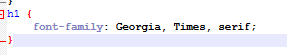 }
h1 {
font-family: Georgia, Times, serif;
}